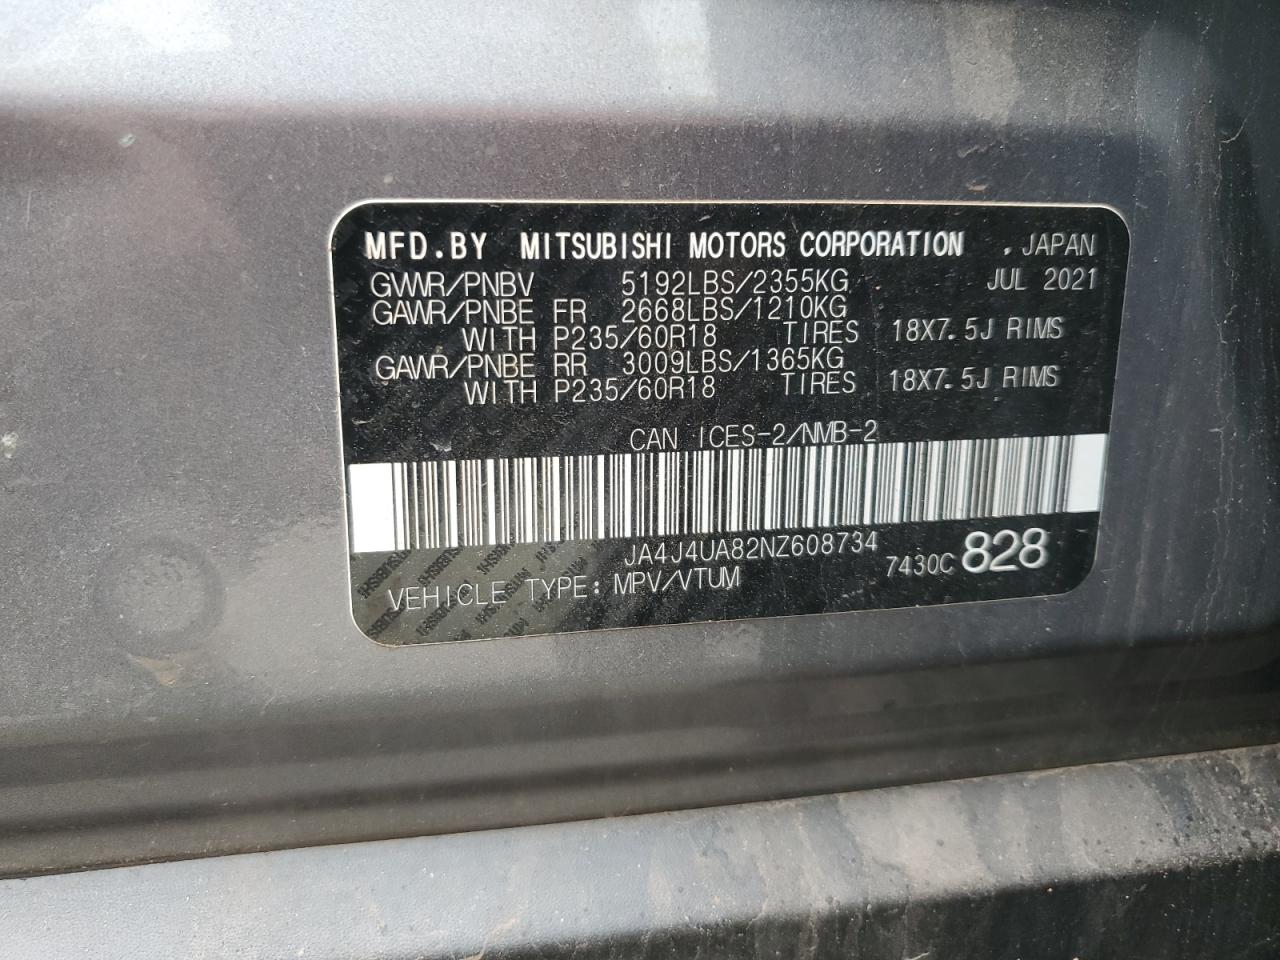 MFD.BY MITSUBISHI MOTORS CORPORATION , JAPAN
GVWR/PNBV 5192LBS/2355KG JUL 2021
GAWR/PNBE FR 2668LBS/1210KG
WITH P235/60R18 TIRES 18X7.5J RIMS
GAWR/PNBE RR 3009LBS/1365KG
WITH P235/60R18 TIRES 18X7.5J RIMS
CAN ICES-2/NMB-2
JA4J4UA82NZ608734
7430C 828
VEHICLE TYPE: MPV/VTUM